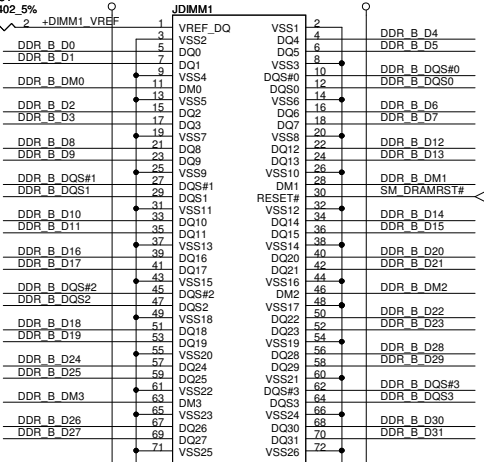 402_5%
JDIMM1
2 +DIMM1_VREF 1 VREF_DQ VSS1 2
3 VSS2 DQ4 4 DDR_B_D4
DDR_B_D0 5 DQ0 DQ5 6 DDR_B_D5
DDR_B_D1 7 DQ1 VSS3 8
9 VSS4 DQS#0 10 DDR_B_DQS#0
DDR_B_DM0 11 DM0 DQS0 12 DDR_B_DQS0
13 VSS5 VSS6 14
DDR_B_D2 15 DQ2 DQ6 16 DDR_B_D6
DDR_B_D3 17 DQ3 DQ7 18 DDR_B_D7
19 VSS7 VSS8 20
DDR_B_D8 21 DQ8 DQ12 22 DDR_B_D12
DDR_B_D9 23 DQ9 DQ13 24 DDR_B_D13
25 VSS9 VSS10 26
DDR_B_DQS#1 27 DQS#1 DM1 28 DDR_B_DM1
DDR_B_DQS1 29 DQS1 RESET# 30 SM_DRAMRST#
31 VSS11 VSS12 32
DDR_B_D10 33 DQ10 DQ14 34 DDR_B_D14
DDR_B_D11 35 DQ11 DQ15 36 DDR_B_D15
37 VSS13 VSS14 38
DDR_B_D16 39 DQ16 DQ20 40 DDR_B_D20
DDR_B_D17 41 DQ17 DQ21 42 DDR_B_D21
43 VSS15 VSS16 44
DDR_B_DQS#2 45 DQS#2 DM2 46 DDR_B_DM2
DDR_B_DQS2 47 DQS2 VSS17 48
49 VSS18 DQ22 50 DDR_B_D22
DDR_B_D18 51 DQ18 DQ23 52 DDR_B_D23
DDR_B_D19 53 DQ19 VSS19 54
55 VSS20 DQ28 56 DDR_B_D28
DDR_B_D24 57 DQ24 DQ29 58 DDR_B_D29
DDR_B_D25 59 DQ25 VSS21 60
61 VSS22 DQS#3 62 DDR_B_DQS#3
DDR_B_DM3 63 DM3 DQS3 64 DDR_B_DQS3
65 VSS23 VSS24 66
DDR_B_D26 67 DQ26 DQ30 68 DDR_B_D30
DDR_B_D27 69 DQ27 DQ31 70 DDR_B_D31
71 VSS25 VSS26 72